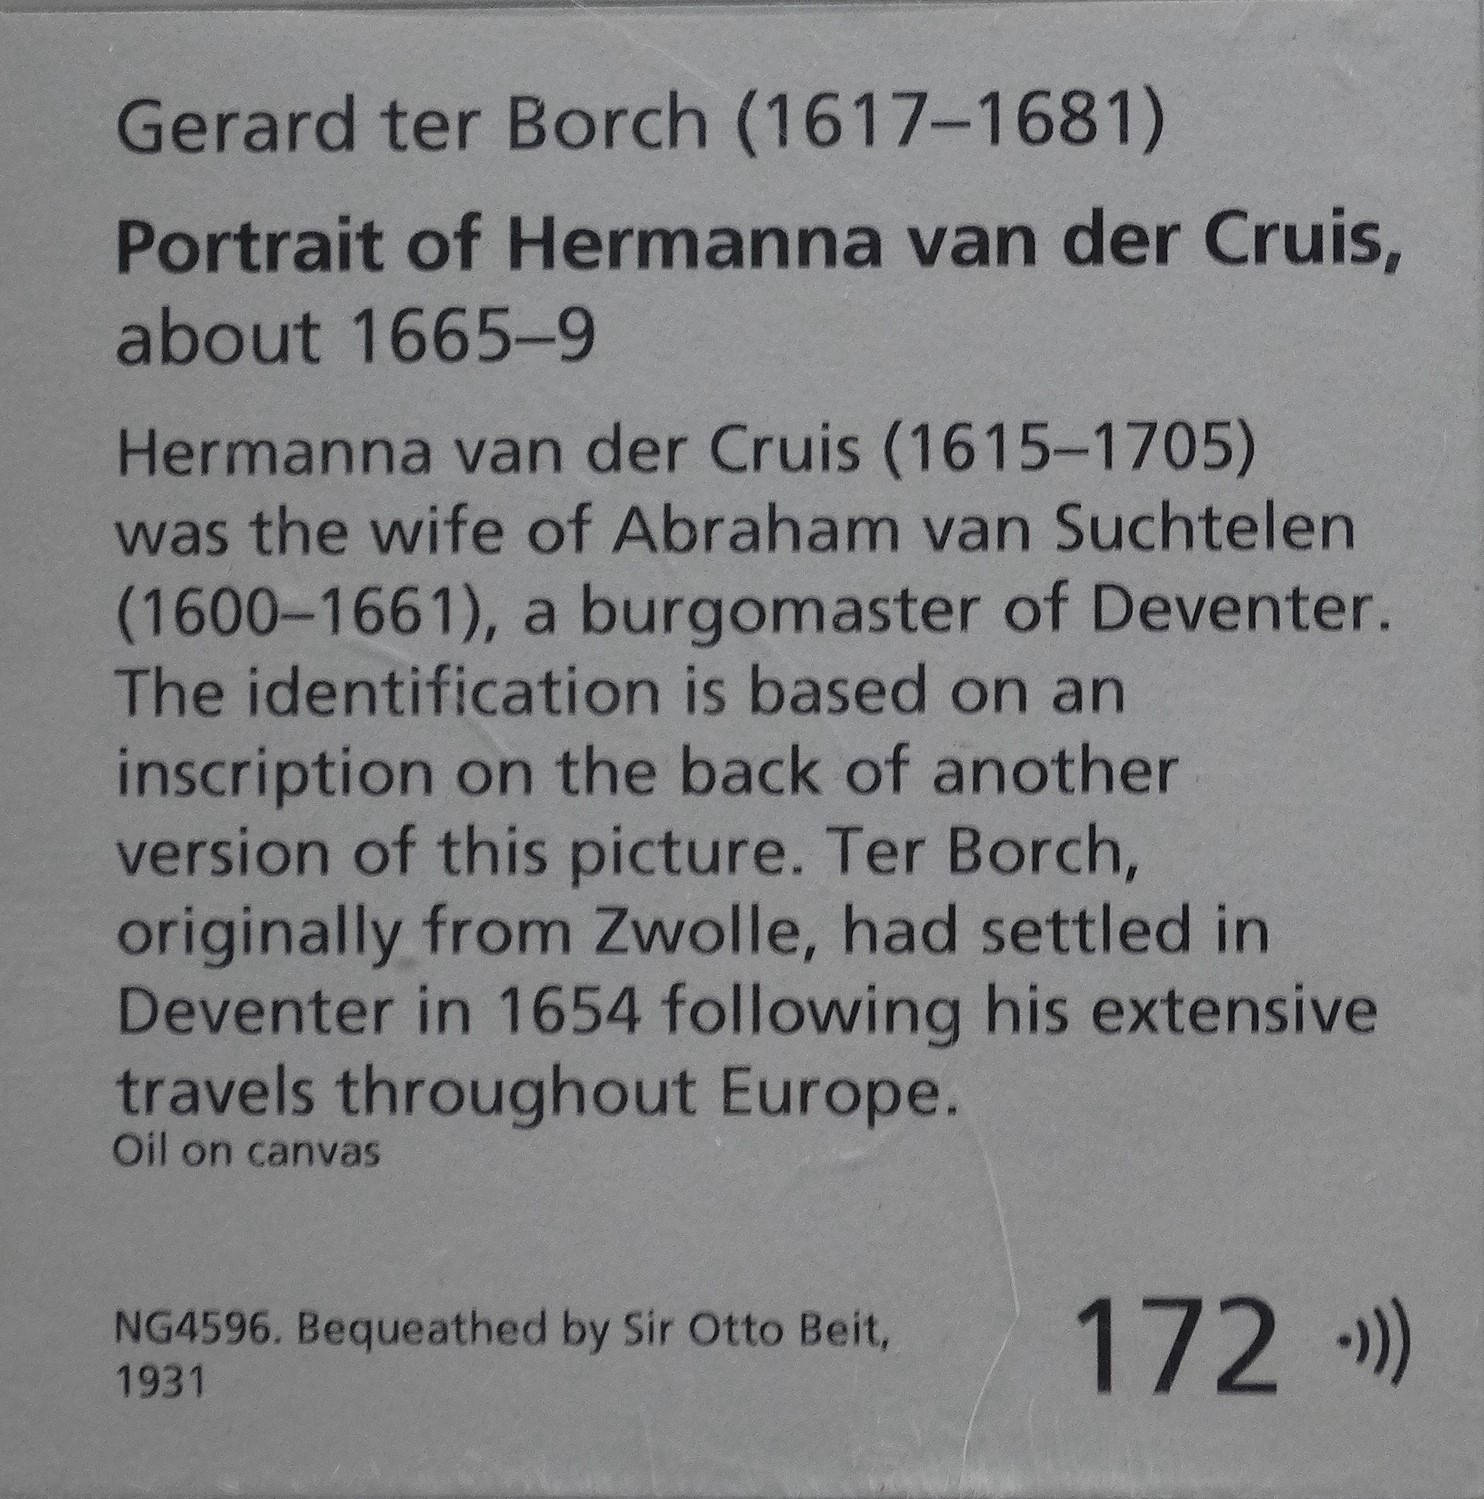 Gerard ter Borch (1617–1681)
Portrait of Hermanna van der Cruis,
about 1665–9
Hermanna van der Cruis (1615–1705)
was the wife of Abraham van Suchtelen
(1600–1661), a burgomaster of Deventer.
The identification is based on an
inscription on the back of another
version of this picture. Ter Borch,
originally from Zwolle, had settled in
Deventer in 1654 following his extensive
travels throughout Europe.
Oil on canvas
NG4596. Bequeathed by Sir Otto Beit,
1931
172